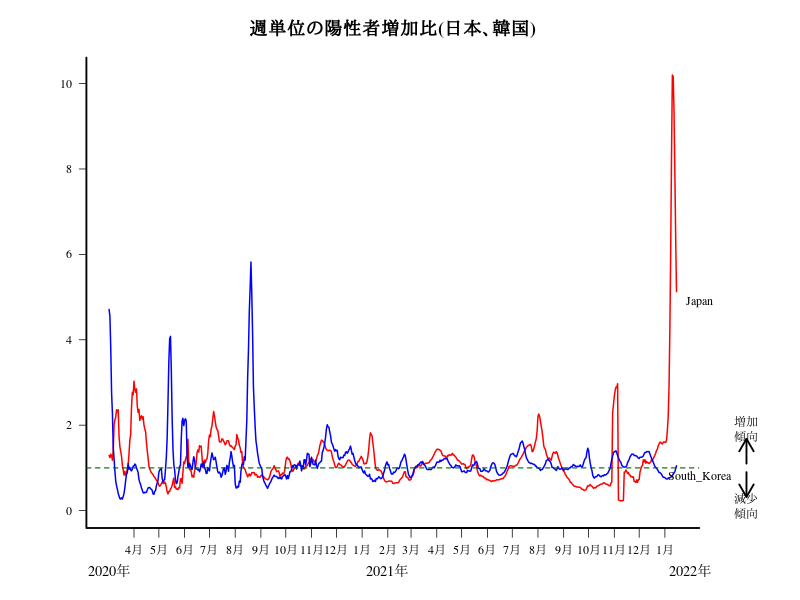 週単位の陽性者増加比(日本、韓国)
10
8
6
4
2
0
Japan
増加
傾向
South_Korea
減少
傾向
4月 5月 6月 7月 8月 9月 10月 11月 12月 1月 2月 3月 4月 5月 6月 7月 8月 9月 10月 11月 12月 1月
2020年 2021年 2022年